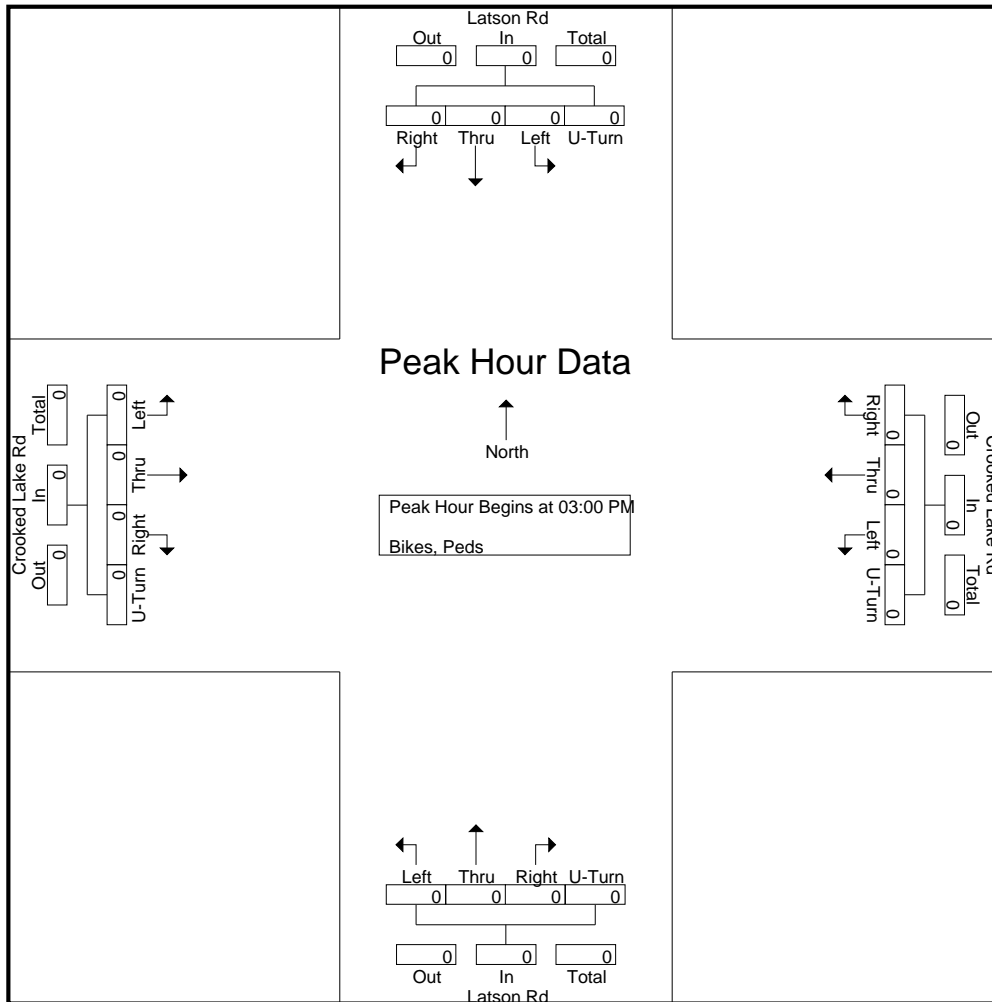 Latson Rd
Out In Total
0 0 0
0 0 0 0
Right Thru Left U-Turn
Peak Hour Data
North
Peak Hour Begins at 03:00 PM
Bikes, Peds
Crooked Lake Rd
Total In Out
0 0 0
0 0 0 0
Left Thru Right U-Turn
Crooked Lake Rd
Out In Total
0 0 0
0 0 0 0
Right Thru Left U-Turn
Left Thru Right U-Turn
0 0 0 0
0 0 0
Out In Total
Latson Rd